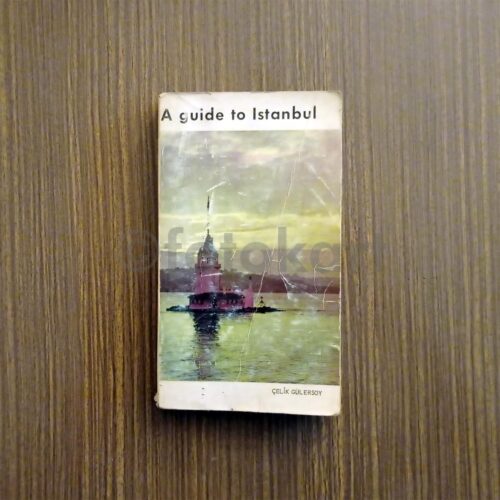 A guide to Istanbul
ÇELİK GÜLERSOY